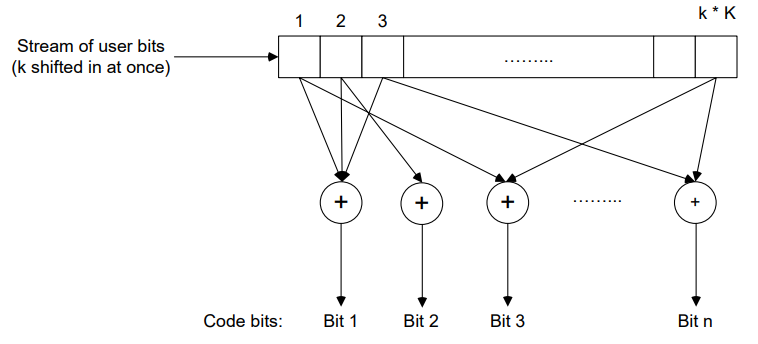 1 2 3 k * K
Stream of user bits
(k shifted in at once)
.........
+ + + ......... +
Code bits: Bit 1 Bit 2 Bit 3 Bit n